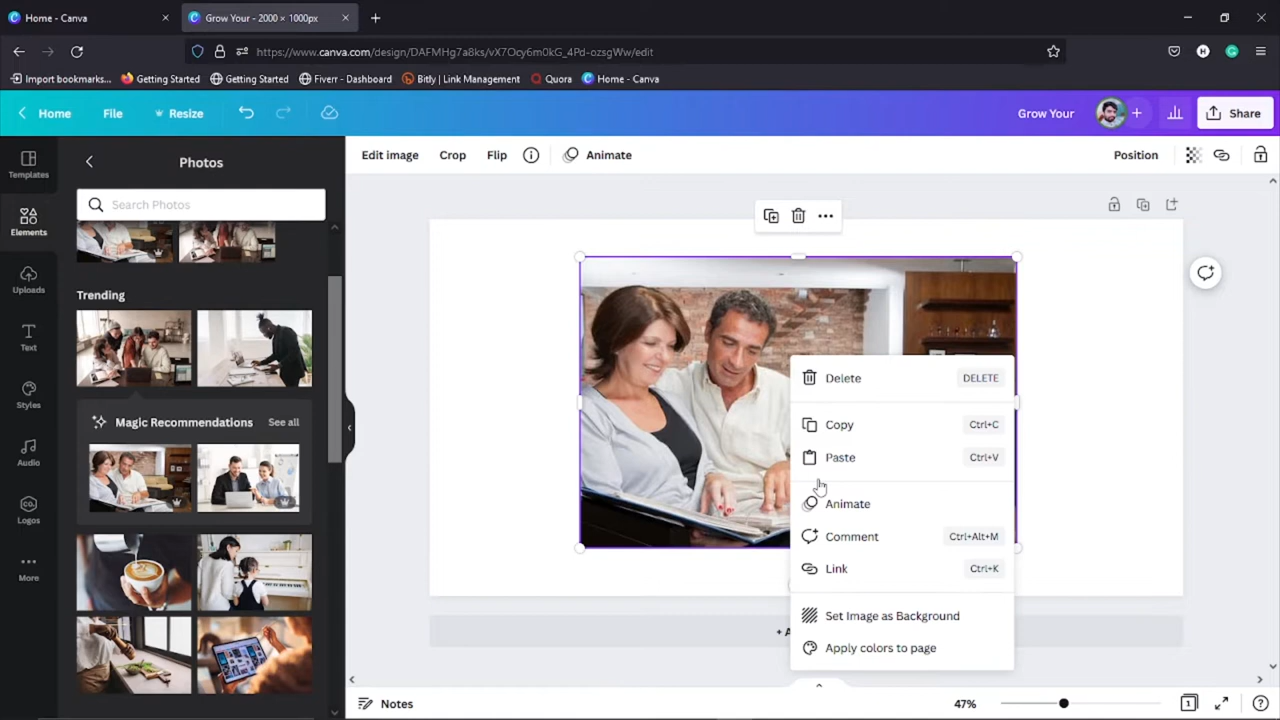 Home - Canva
Grow Your - 2000 × 1000px
https://www.canva.com/design/DAFMHg7a8ks/vX7Ocy6m0kG_4Pd-ozsgWw/edit
Import bookmarks...
Getting Started
Getting Started
Fiverr - Dashboard
Bitly | Link Management
Quora
Home - Canva
Home
File
Resize
Grow Your
Share
Templates
Elements
Uploads
Text
Styles
Audio
Logos
More
Photos
Search Photos
Trending
Magic Recommendations
See all
Edit image
Crop
Flip
Animate
Position
Delete
DELETE
Copy
Ctrl+C
Paste
Ctrl+V
Animate
Comment
Ctrl+Alt+M
Link
Ctrl+K
Set Image as Background
Apply colors to page
Notes
47%
1